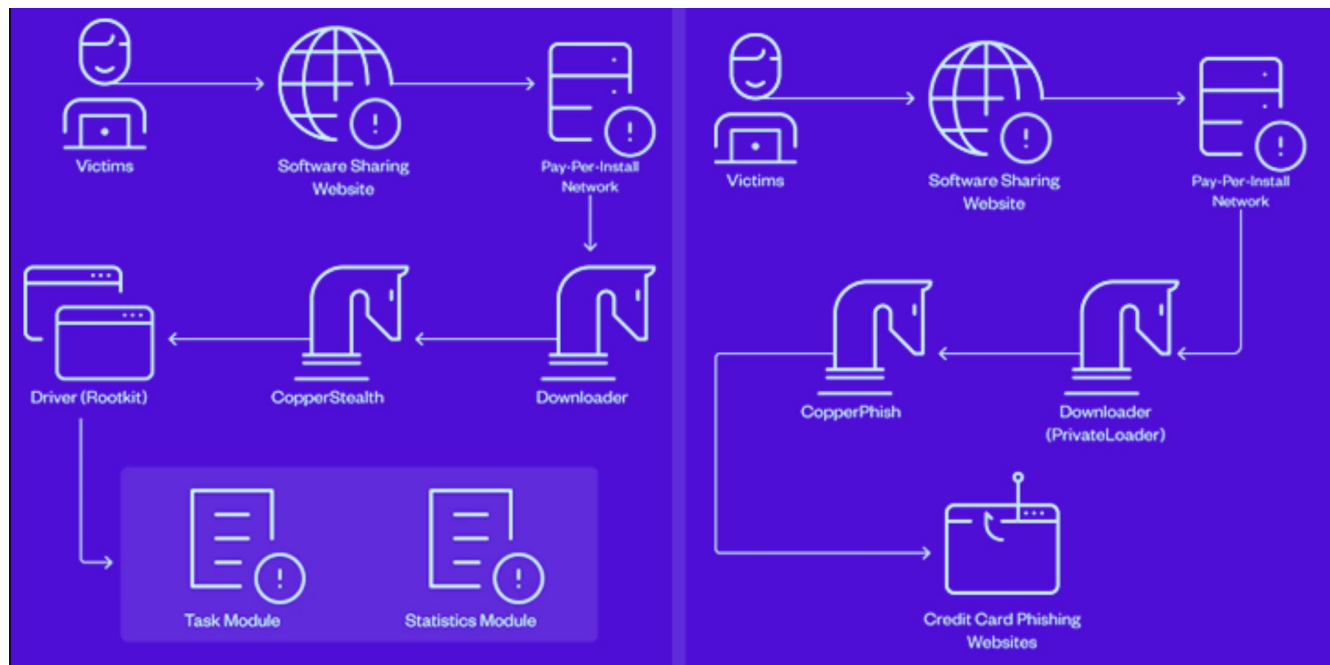 Victims
Software Sharing
Website
Pay-Per-Install
Network
Driver (Rootkit)
CopperStealth
Downloader
Task Module
Statistics Module
Victims
Software Sharing
Website
Pay-Per-Install
Network
CopperPhish
Downloader
(PrivateLoader)
Credit Card Phishing
Websites